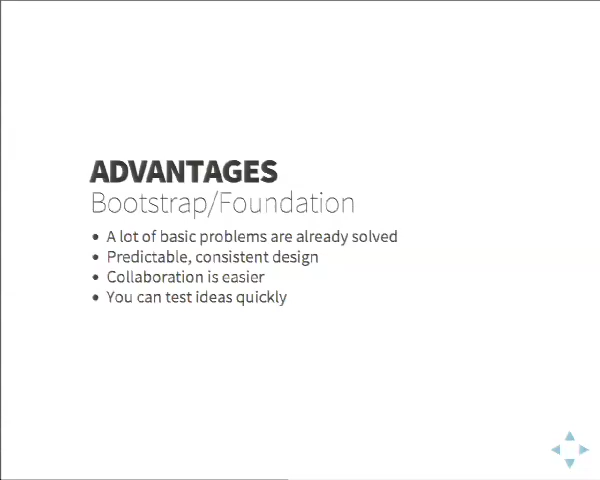 ADVANTAGES
Bootstrap/Foundation
• A lot of basic problems are already solved
• Predictable, consistent design
• Collaboration is easier
• You can test ideas quickly